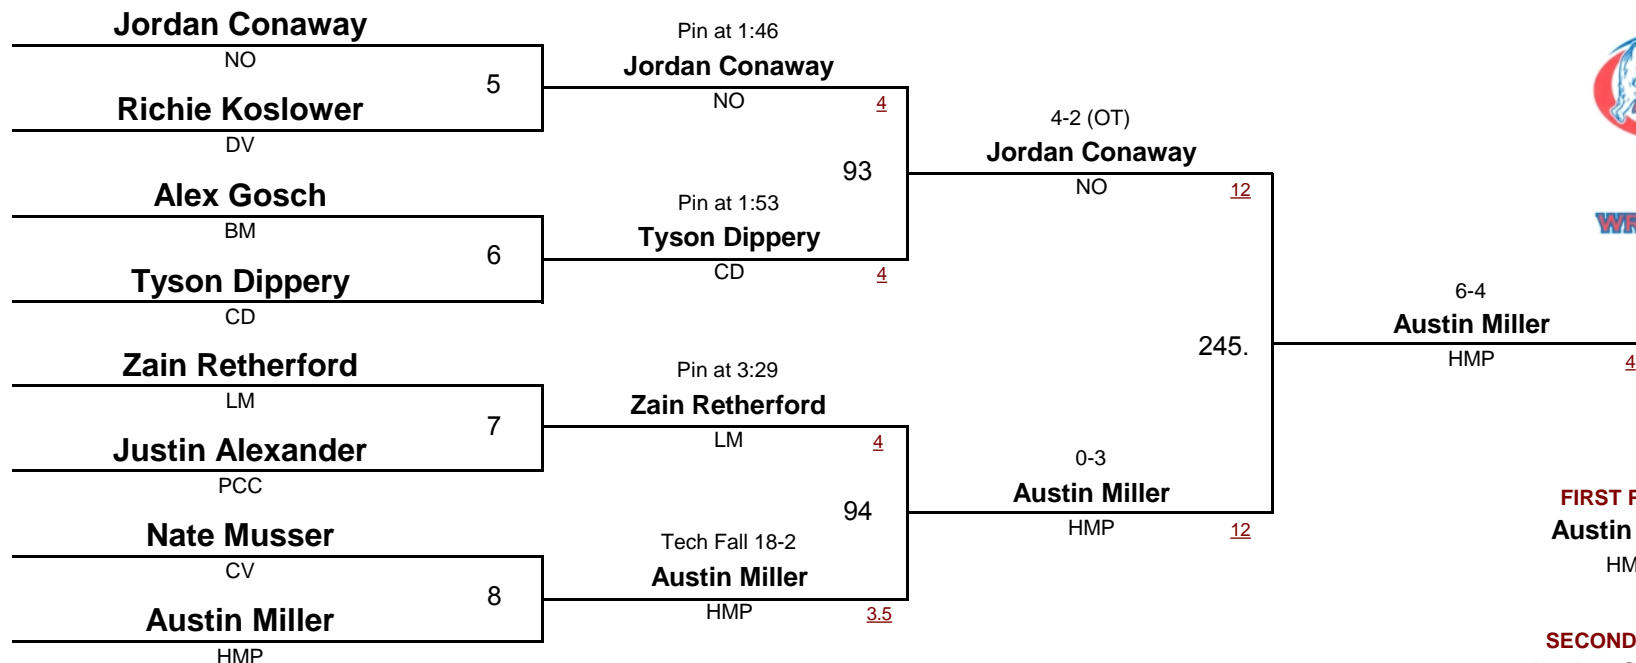 Jordan Conaway
NO
5
Richie Koslower
DV
Alex Gosch
BM
6
Tyson Dippery
CD
Zain Retherford
LM
7
Justin Alexander
PCC
Nate Musser
CV
8
Austin Miller
HMP
Pin at 1:46
Jordan Conaway
NO 4
93
Pin at 1:53
Tyson Dippery
CD 4
Pin at 3:29
Zain Retherford
LM 4
94
Tech Fall 18-2
Austin Miller
HMP 3.5
4-2 (OT)
Jordan Conaway
NO 12
245.
0-3
Austin Miller
HMP 12
6-4
Austin Miller
HMP 4
FIRST
Austin
SECOND